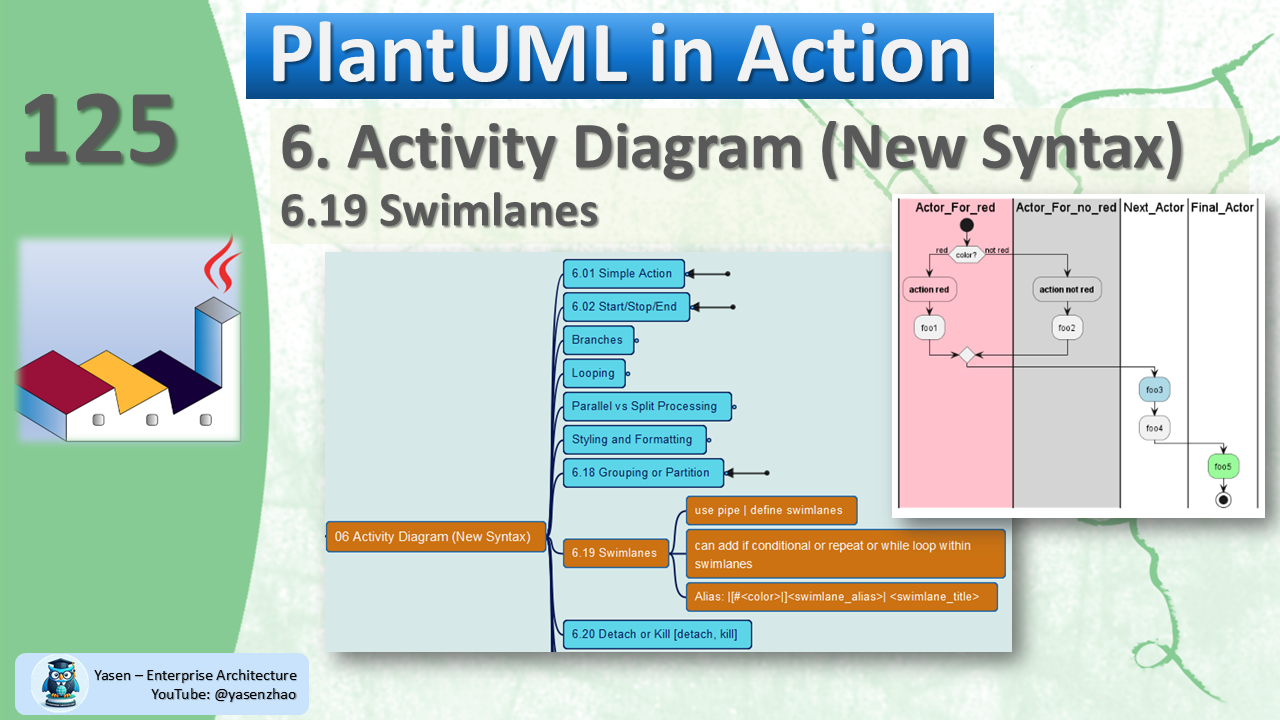 PlantUML in Action
125
6. Activity Diagram (New Syntax)
6.19 Swimlanes
Actor_For_red
Actor_For_no_red
Next_Actor
Final_Actor
red
color?
not red
action red
action not red
foo1
foo2
foo3
foo4
foo5
6.01 Simple Action
6.02 Start/Stop/End
Branches
Looping
Parallel vs Split Processing
Styling and Formatting
6.18 Grouping or Partition
06 Activity Diagram (New Syntax)
6.19 Swimlanes
use pipe | define swimlanes
can add if conditional or repeat or while loop within
swimlanes
Alias: |[#<color>|]<swimlane_alias>| <swimlane_title>
6.20 Detach or Kill [detach, kill]
Yasen – Enterprise Architecture
YouTube: @yasenzhao